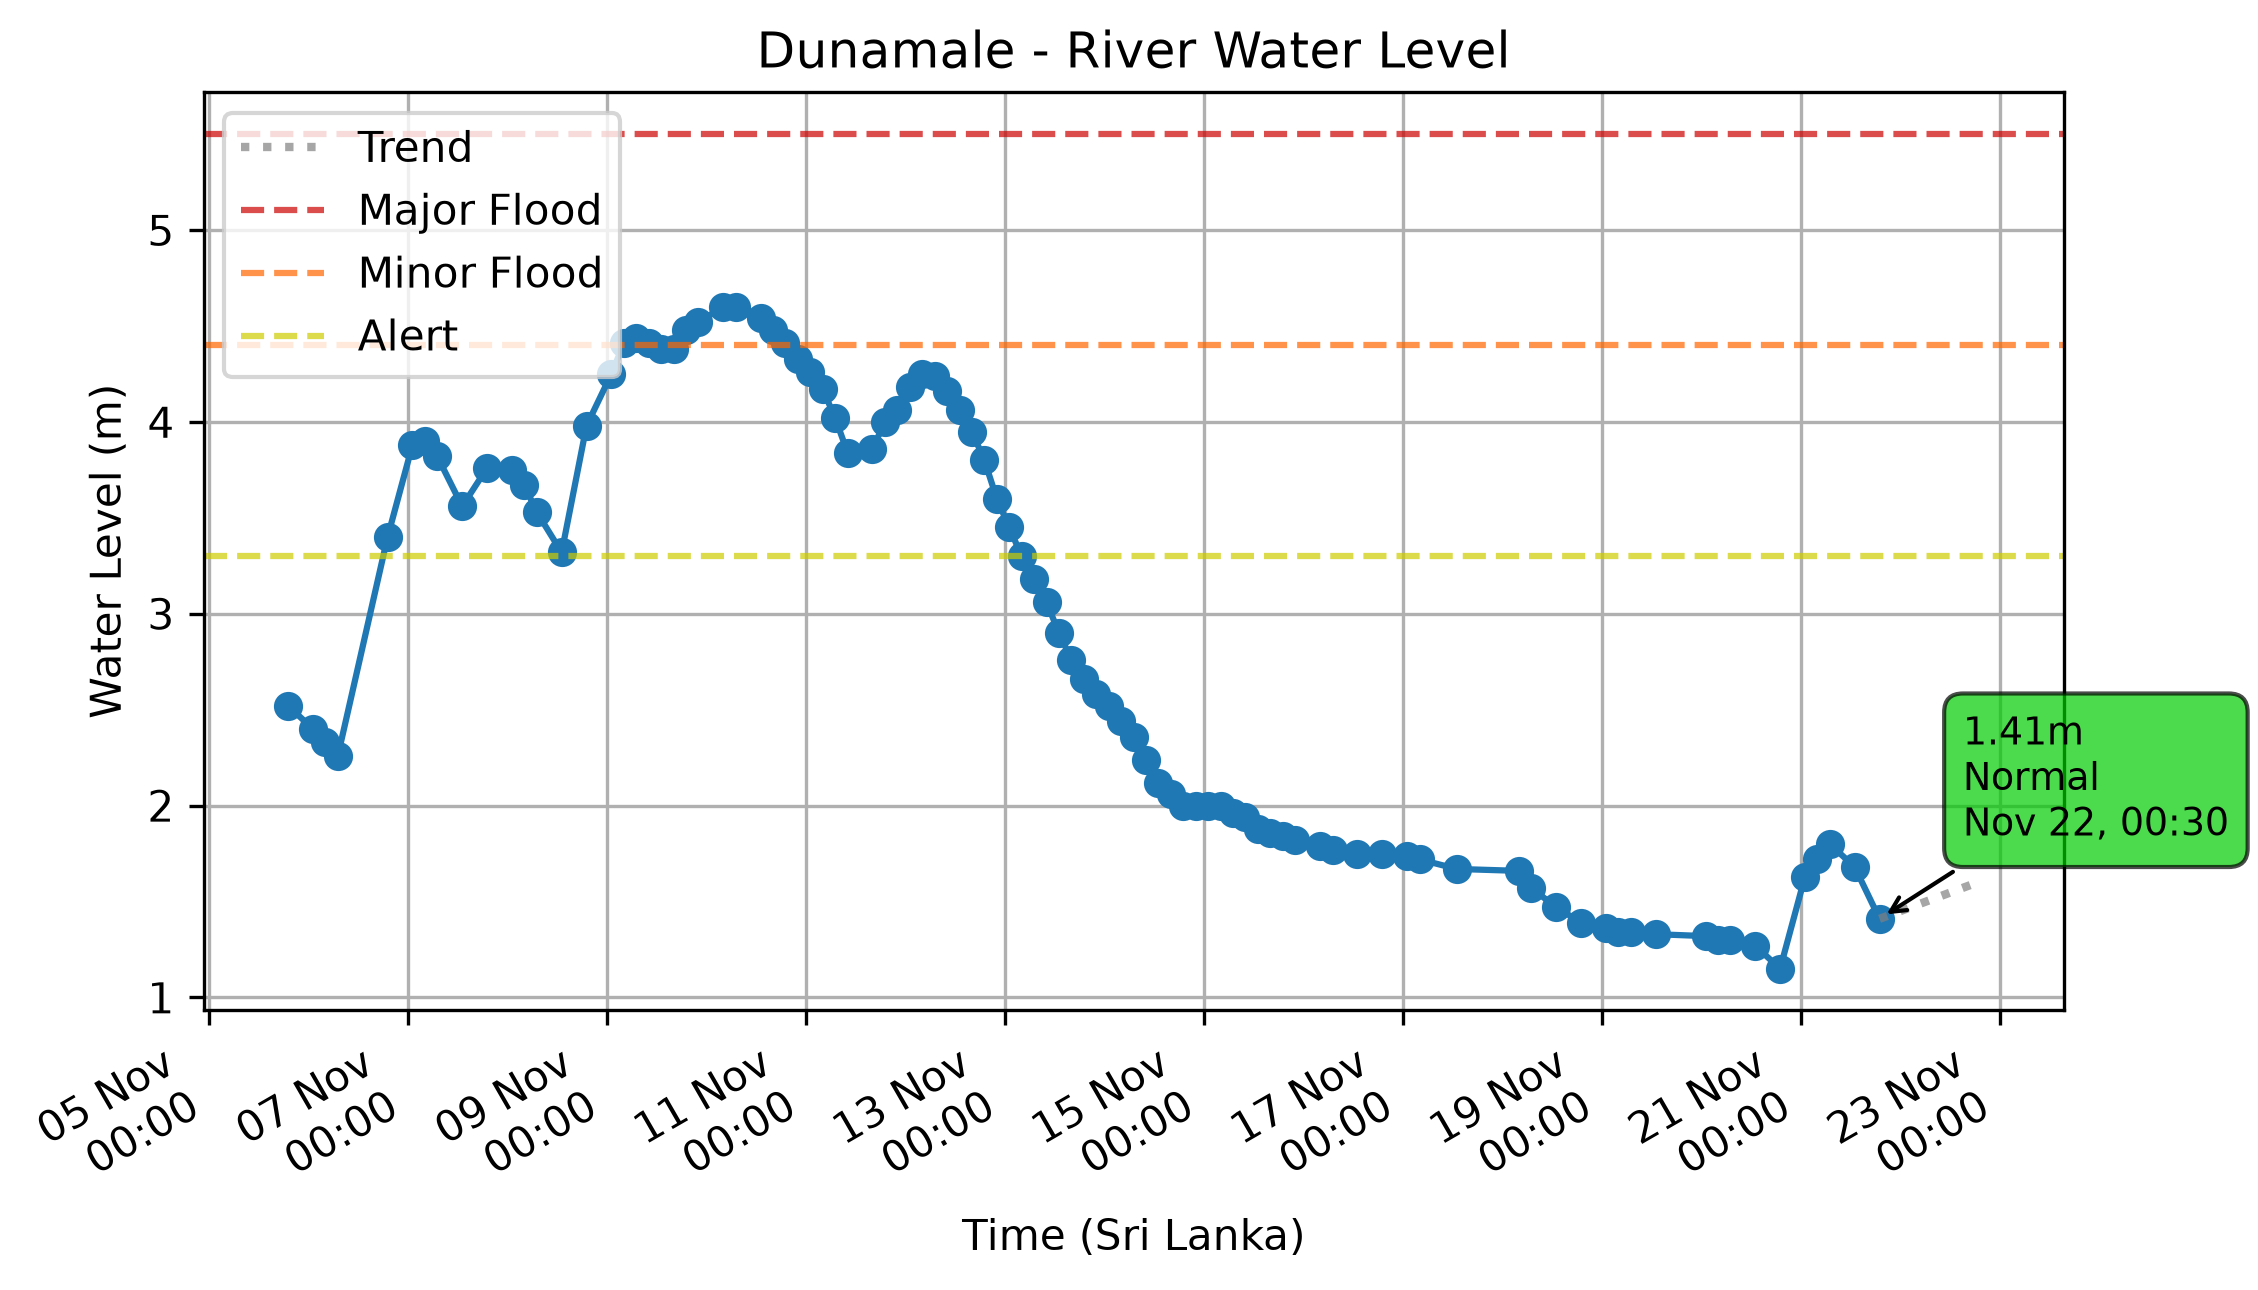 Dunamale - River Water Level
Trend
Major Flood
Minor Flood
Alert
Water Level (m)
5
4
3
2
1
1.41m
Normal
Nov 22, 00:30
05 Nov
00:00
07 Nov
00:00
09 Nov
00:00
11 Nov
00:00
13 Nov
00:00
15 Nov
00:00
17 Nov
00:00
19 Nov
00:00
21 Nov
00:00
23 Nov
00:00
Time (Sri Lanka)